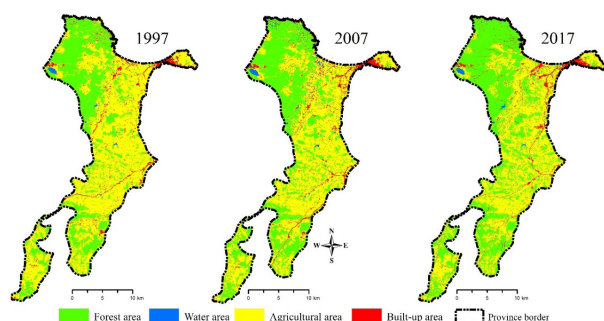 1997
2007
2017
N
W E
S
0 5 10 km
0 5 10 km
0 5 10 km
Forest area Water area Agricultural area Built-up area Province border